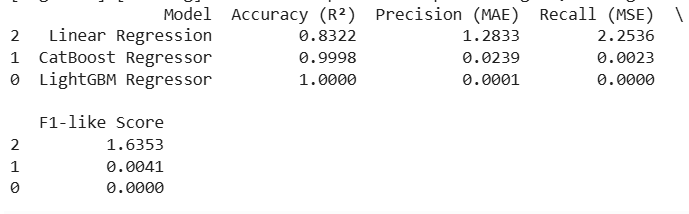 Model Accuracy (R²) Precision (MAE) Recall (MSE) \
2 Linear Regression 0.8322 1.2833 2.2536
1 CatBoost Regressor 0.9998 0.0239 0.0023
0 LightGBM Regressor 1.0000 0.0001 0.0000
F1-like Score
2 1.6353
1 0.0041
0 0.0000